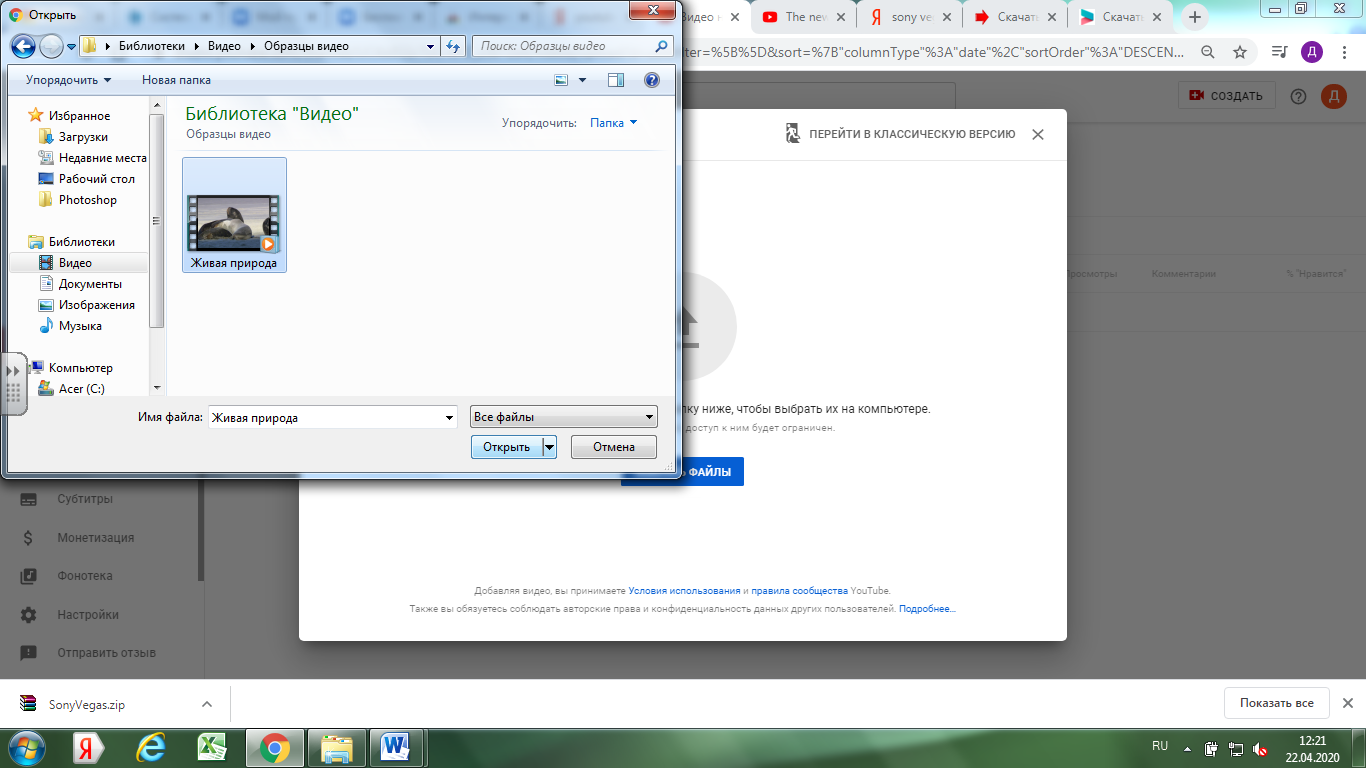 Открыть
Библиотеки Видео Образцы видео
Поиск: Образцы видео
Упорядочить Новая папка
Избранное
Загрузки
Недавние места
Рабочий стол
Photoshop
Библиотеки
Видео
Документы
Изображения
Музыка
Компьютер
Acer (C:)
Библиотека "Видео"
Образцы видео
Упорядочить: Папка
Живая природа
Имя файла: Живая природа
Все файлы
Открыть Отмена
The new
sony ve
Скачать
Скачать
ter=%5B%5D&sort=%7B"columnType"%3A"date"%2C"sortOrder"%3A"DESCEN...
Д
СОЗДАТЬ
Д
ПЕРЕЙТИ В КЛАССИЧЕСКУЮ ВЕРСИЮ
Просмотры Комментарии % "Нравится"
ниже, чтобы выбрать их на компьютере.
доступ к ним будет ограничен.
ФАЙЛЫ
Субтитры
Монетизация
Фонотека
Настройки
Отправить отзыв
Добавляя видео, вы принимаете Условия использования и правила сообщества YouTube.
Также вы обязуетесь соблюдать авторские права и конфиденциальность данных других пользователей. Подробнее...
SonyVegas.zip
Показать все
RU
12:21
22.04.2020